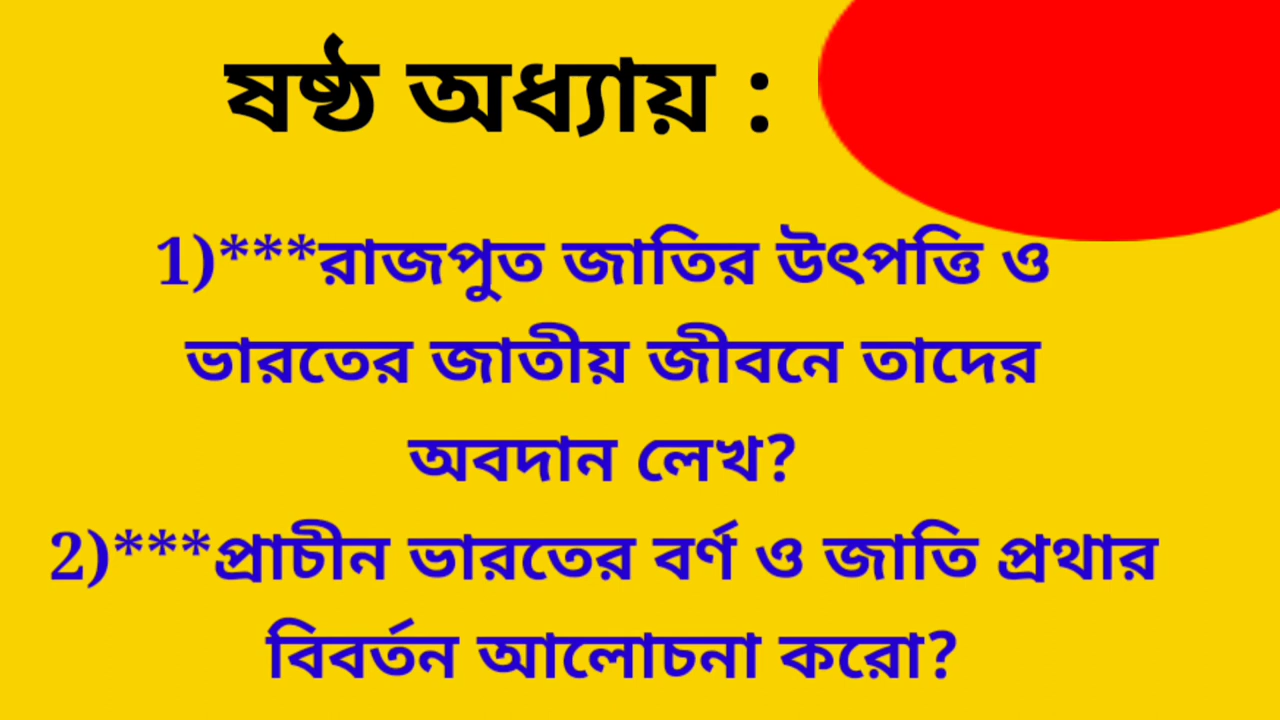 ষষ্ঠ অধ্যায় :
1)***রাজপুত জাতির উৎপত্তি ও
ভারতের জাতীয় জীবনে তাদের
অবদান লেখ?
2)***প্রাচীন ভারতের বর্ণ ও জাতি প্রথার
বিবর্তন আলোচনা করো?